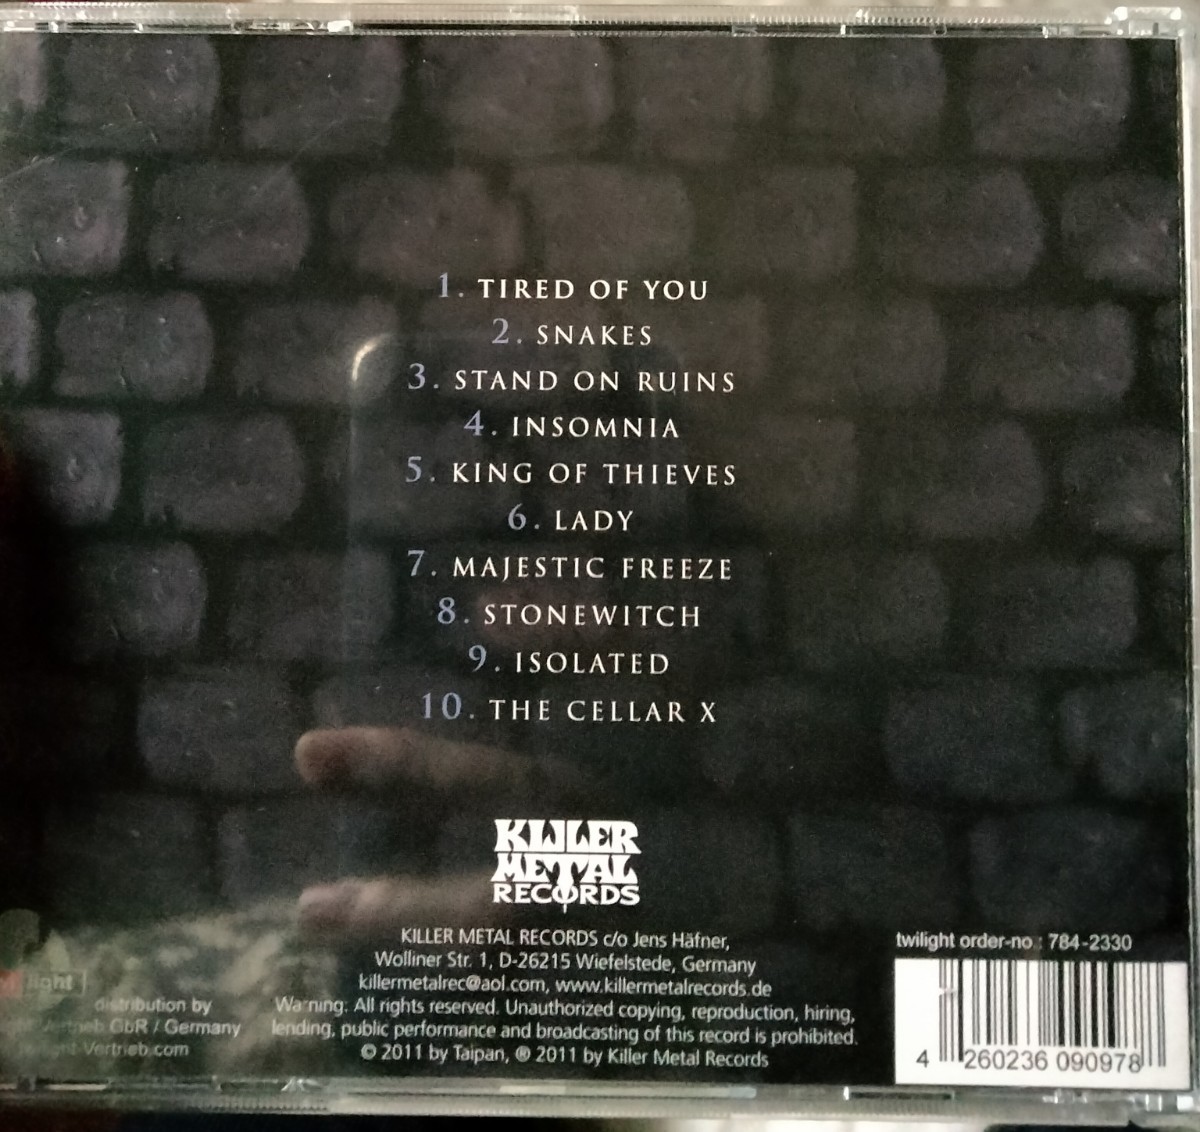 1. TIRED OF YOU
2. SNAKES
3. STAND ON RUINS
4. INSOMNIA
5. KING OF THIEVES
6. LADY
7. MAJESTIC FREEZE
8. STONEWITCH
9. ISOLATED
10. THE CELLAR X
KILLER
METAL
RECORDS
KILLER METAL RECORDS c/o Jens Häfner,
Wolliner Str. 1, D-26215 Wiefelstede, Germany
killermetalrec@aol.com, www.killermetalrecords.de
Warning: All rights reserved. Unauthorized copying, reproduction, hiring,
lending, public performance and broadcasting of this record is prohibited.
© 2011 by Taipan, ℗ 2011 by Killer Metal Records
light
distribution by
GbR / Germany
Vertrieb.com
twilight order-no.: 784-2330
4 260236 090978